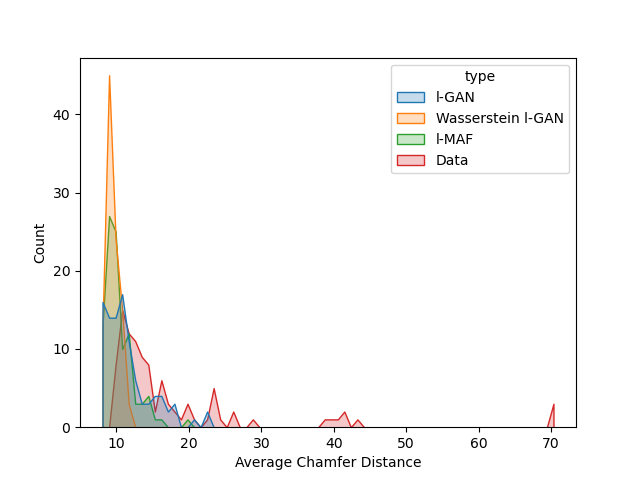 type
l-GAN
Wasserstein l-GAN
l-MAF
Data
Count
40
30
20
10
0
10 20 30 40 50 60 70
Average Chamfer Distance